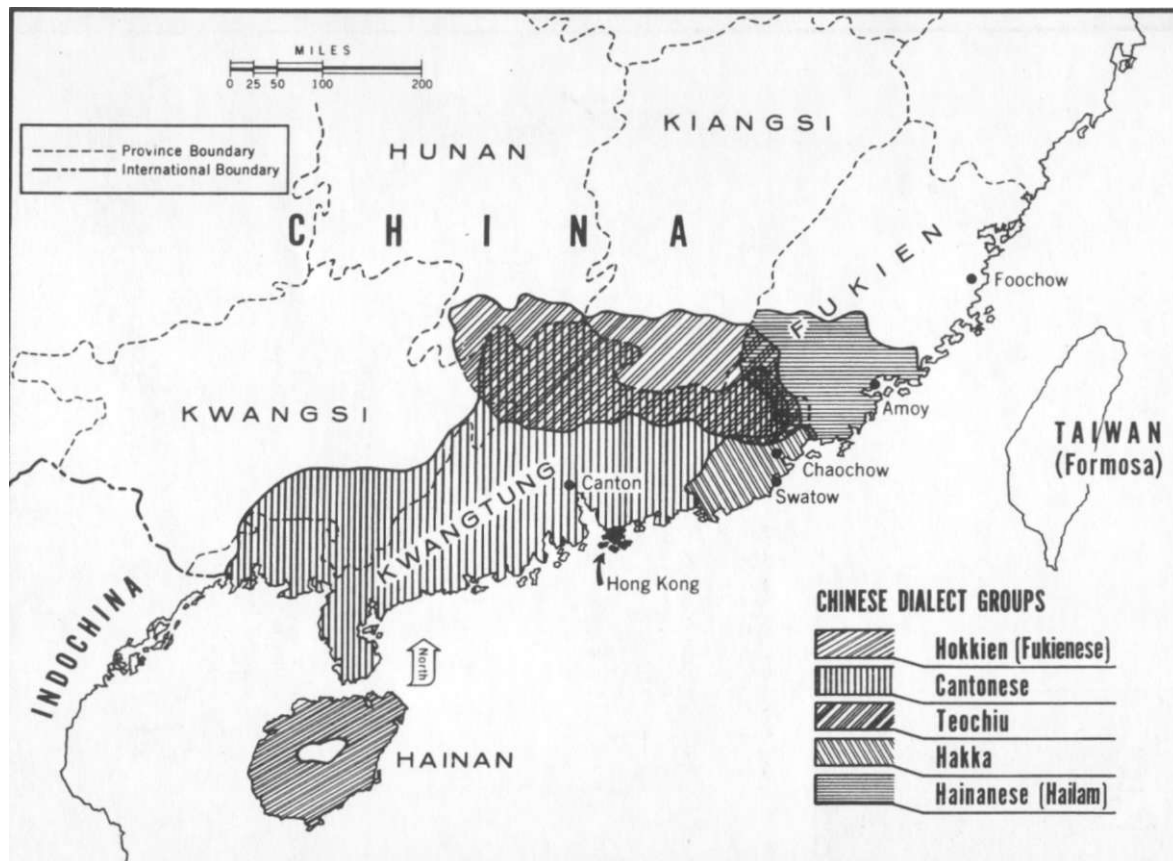 MILES
0 25 50 100 200
Province Boundary
International Boundary
HUNAN
KIANGSI
CHINA
FUKIEN
Foochow
KWANGSI
Amoy
TAIWAN
(Formosa)
Chaochow
Swatow
Canton
KWANGTUNG
Hong Kong
INDOCHINA
North
HAINAN
CHINESE DIALECT GROUPS
Hokkien (Fukienese)
Cantonese
Teochiu
Hakka
Hainanese (Hailam)